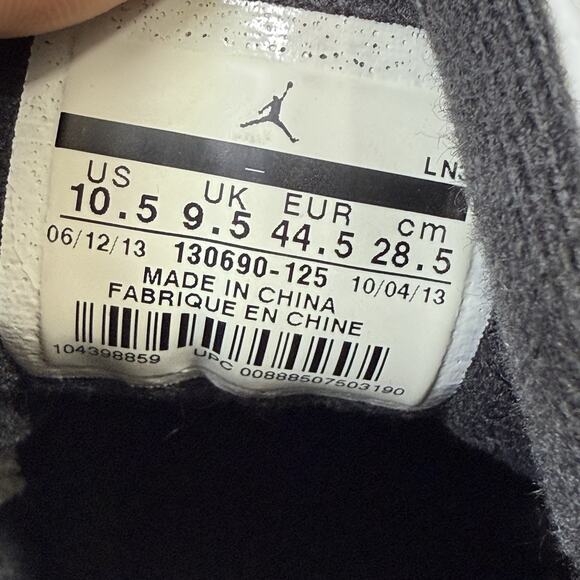 LN3
US UK EUR cm
10.5 9.5 44.5 28.5
06/12/13 130690-125 10/04/13
MADE IN CHINA
FABRIQUE EN CHINE
104398859 UPC 00888507503190